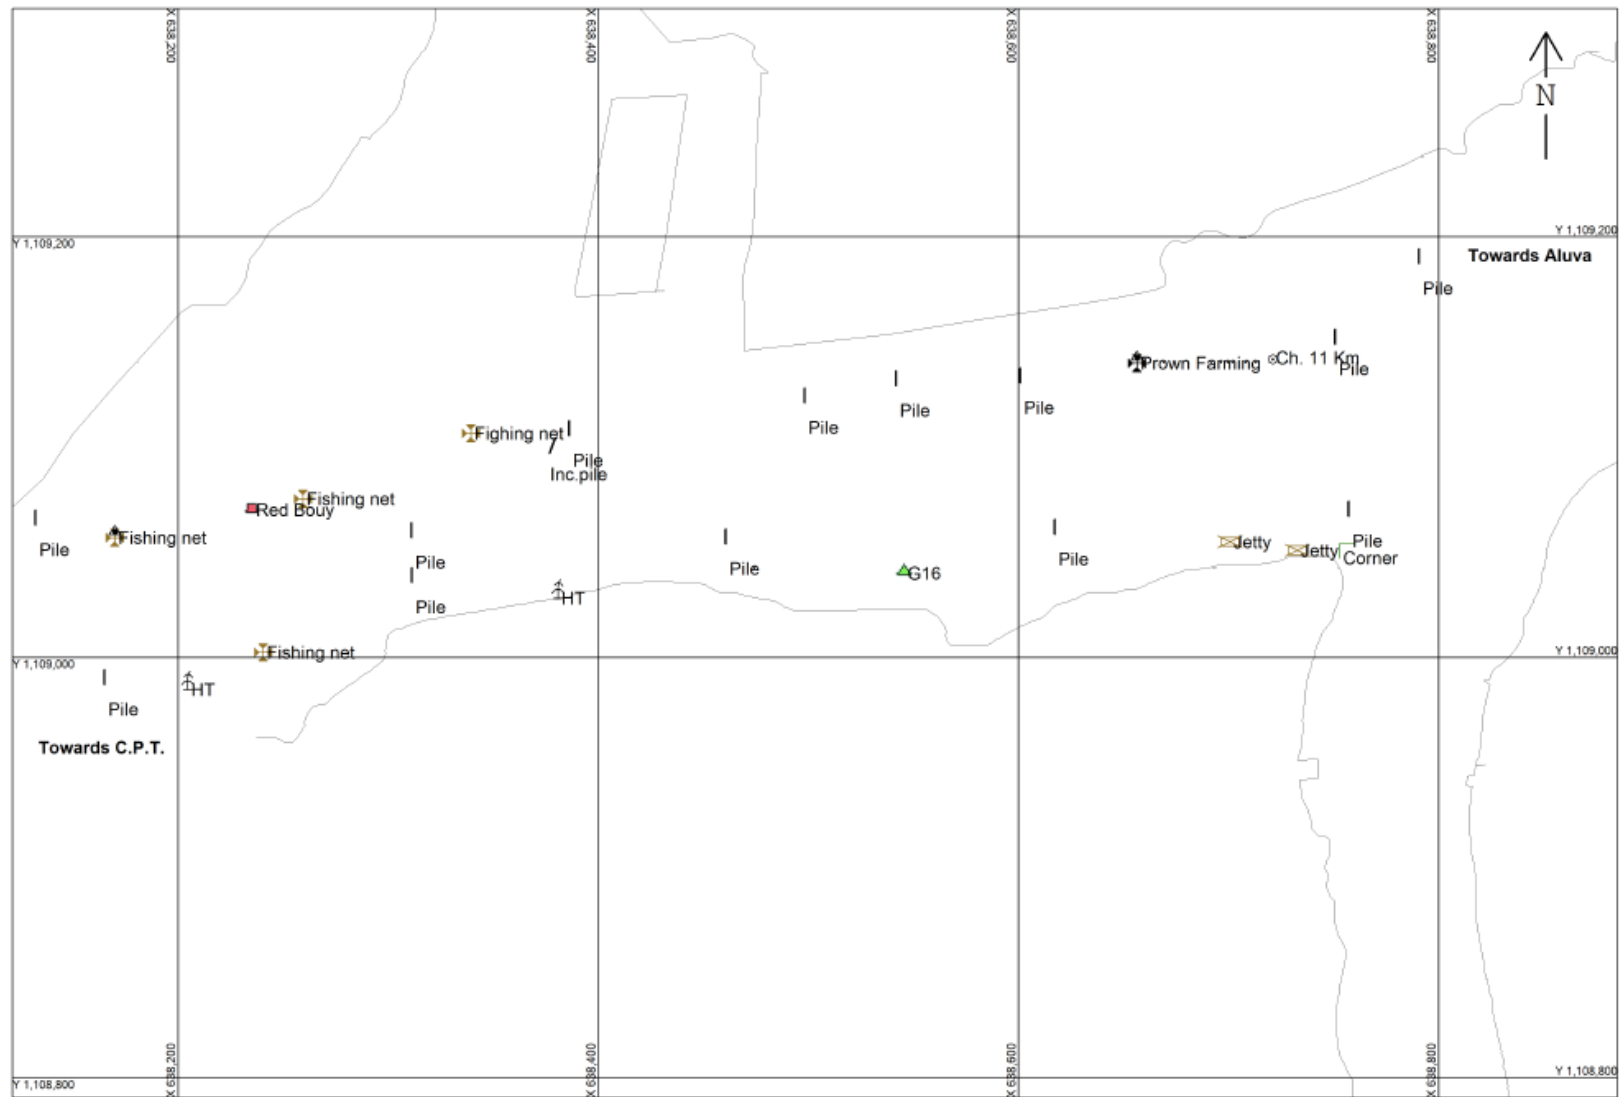 X 638,200
X 638,400
X 638,600
X 638,800
N
Y 1,109,200
Y 1,109,200
Towards Aluva
Pile
Prown Farming
Ch. 11 Km
Pile
Pile
Pile
Pile
Fighing net
Pile
Inc.pile
Fishing net
Red Bouy
Fishing net
Pile
Pile
Pile
Pile
Pile
Jetty
Jetty
Pile
Corner
G16
HT
Fishing net
Y 1,109,000
Y 1,109,000
HT
Pile
Towards C.P.T.
X 638,200
X 638,400
X 638,600
X 638,800
Y 1,108,800
Y 1,108,800